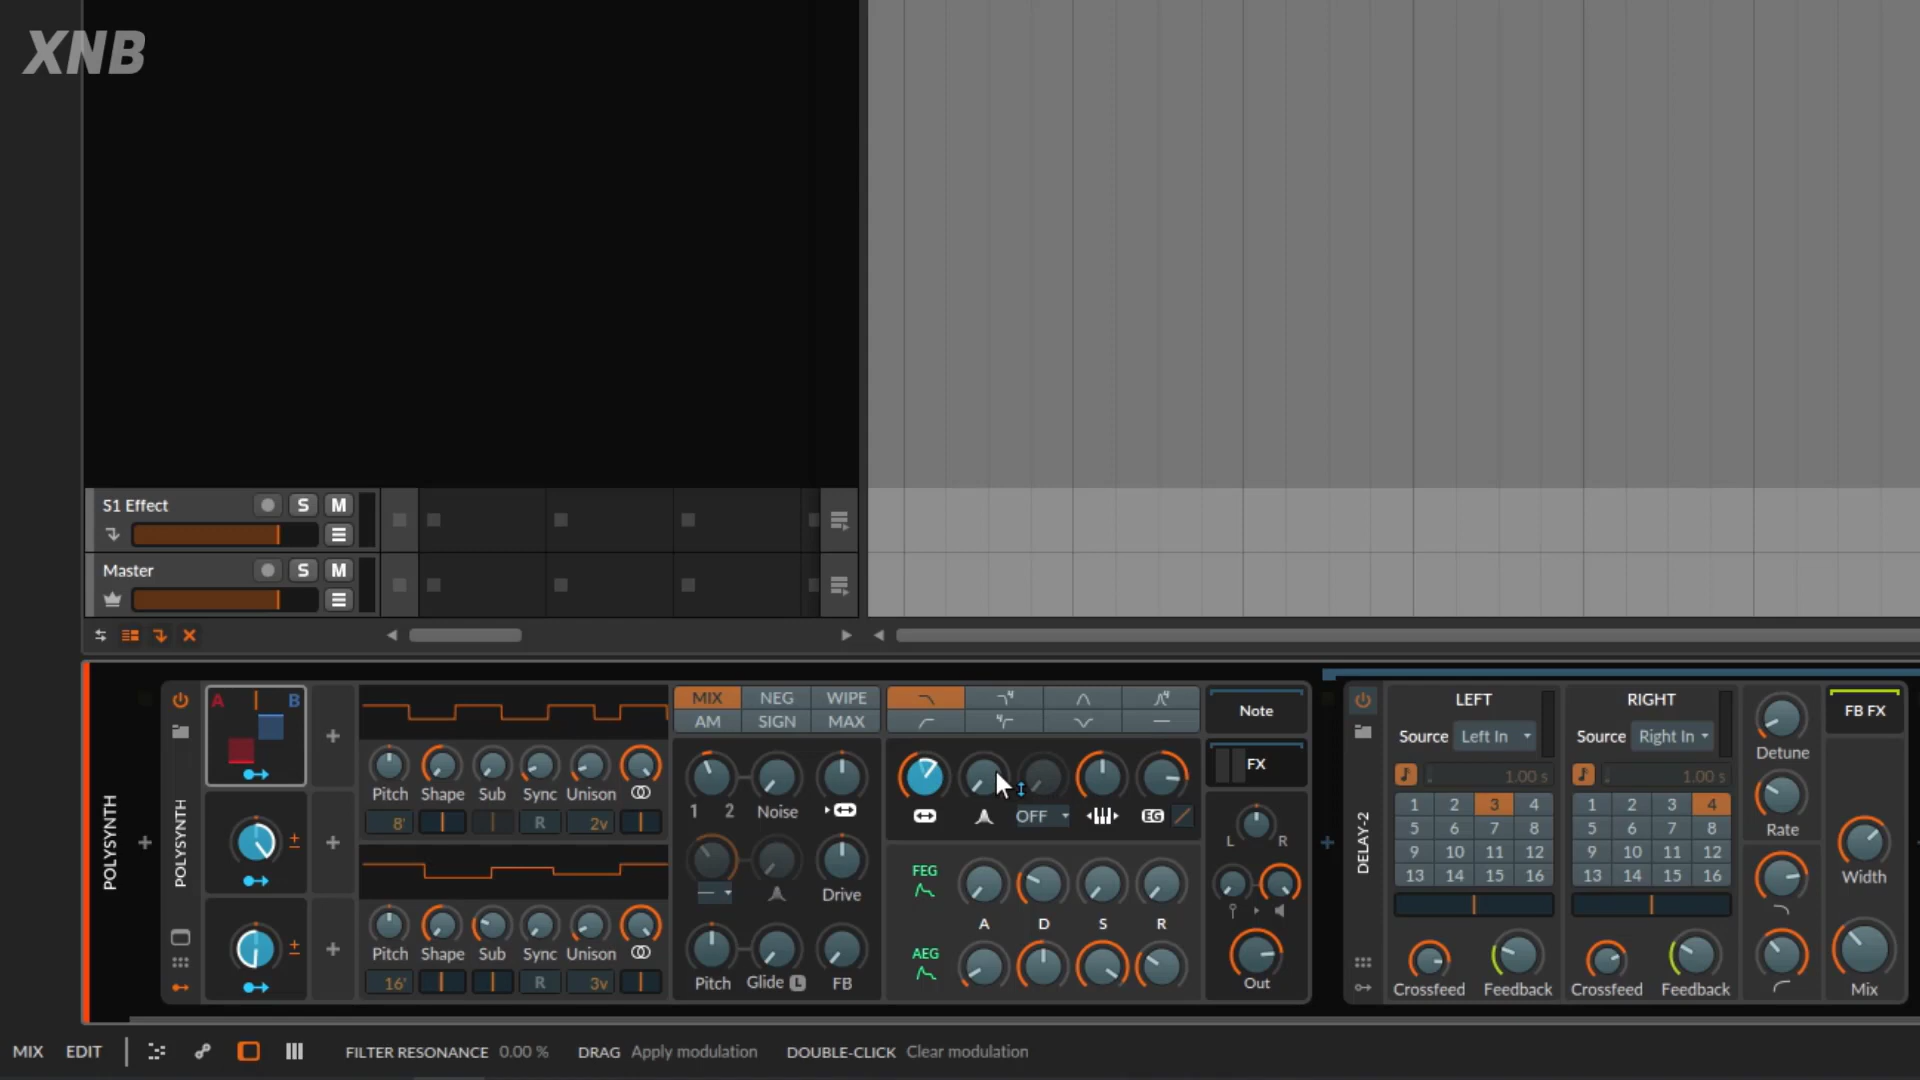 XNB
S1 Effect
S M
Master
S M
POLYSYNTH
POLYSYNTH
A B
Pitch Shape Sub Sync Unison
8' R 2v
Pitch Shape Sub Sync Unison
16' R 3v
MIX NEG WIPE
AM SIGN MAX
1 2 Noise
Drive
Pitch Glide L FB
OFF EG
FEG
A D S R
AEG
Note
FX
L R
Out
DELAY-2
LEFT
Source Left In
1.00 s
1 2 3 4
5 6 7 8
9 10 11 12
13 14 15 16
Crossfeed Feedback
RIGHT
Source Right In
1.00 s
1 2 3 4
5 6 7 8
9 10 11 12
13 14 15 16
Crossfeed Feedback
Detune
Rate
FB FX
Width
Mix
MIX EDIT FILTER RESONANCE 0.00 % DRAG Apply modulation DOUBLE-CLICK Clear modulation